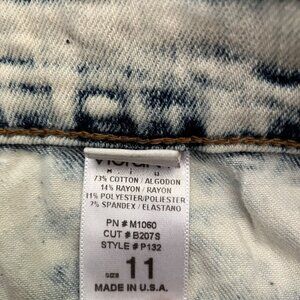 M.I.U
73% COTTON / ALGODON
14% RAYON / RAYON
11% POLYESTER/POLIESTER
2% SPANDEX / ELASTANO
PN # M1060
CUT # B207S
STYLE # P132
SIZE 11
MADE IN U.S.A.